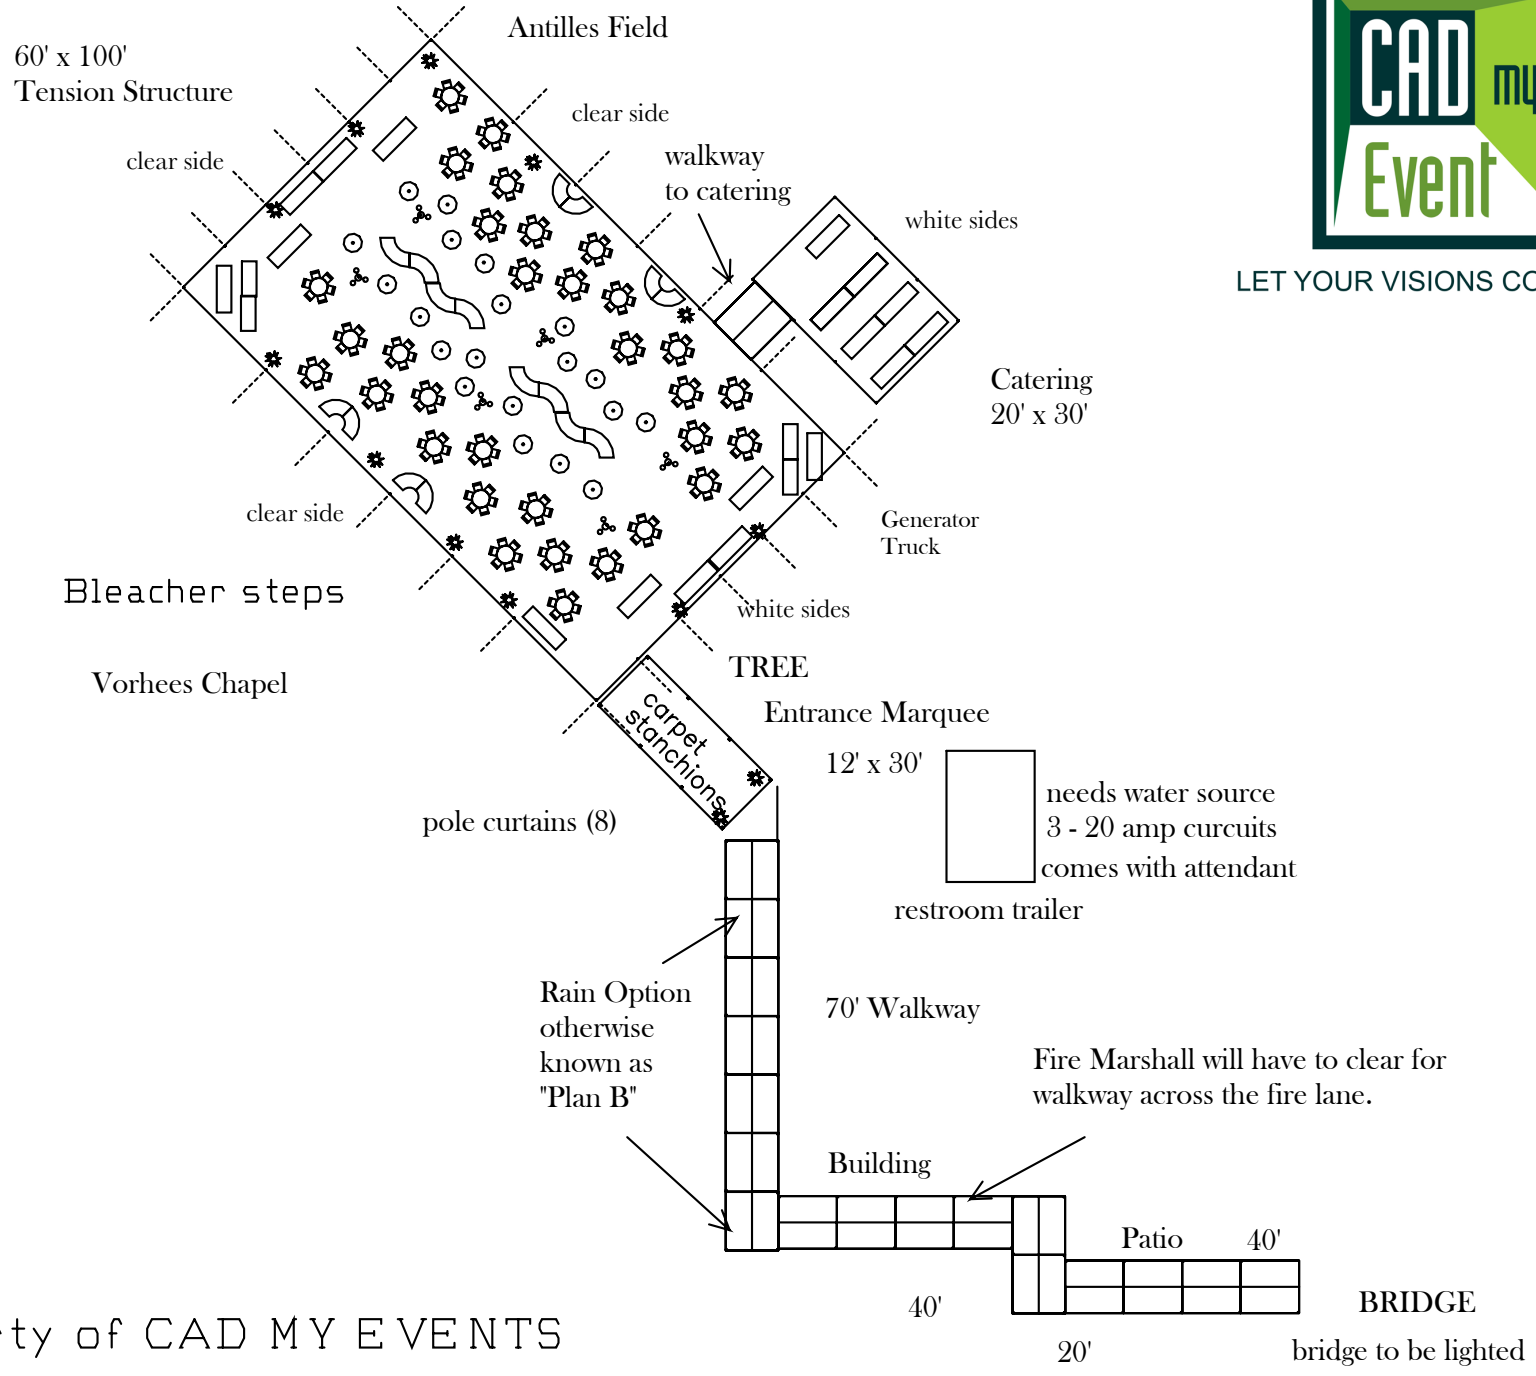 Antilles Field
60' x 100'
Tension Structure
CAD
my
Event
clear side
clear side
walkway
to catering
white sides
LET YOUR VISIONS CO
Catering
20' x 30'
clear side
Generator
Truck
Bleacher steps
white sides
TREE
Vorhees Chapel
carpet
stanchions
Entrance Marquee
12' x 30'
needs water source
3 - 20 amp curcuits
comes with attendant
pole curtains (8)
restroom trailer
Rain Option
otherwise
known as
"Plan B"
70' Walkway
Fire Marshall will have to clear for
walkway across the fire lane.
Building
Patio
40'
40'
BRIDGE
20'
bridge to be lighted
rty of CAD MY EVENTS